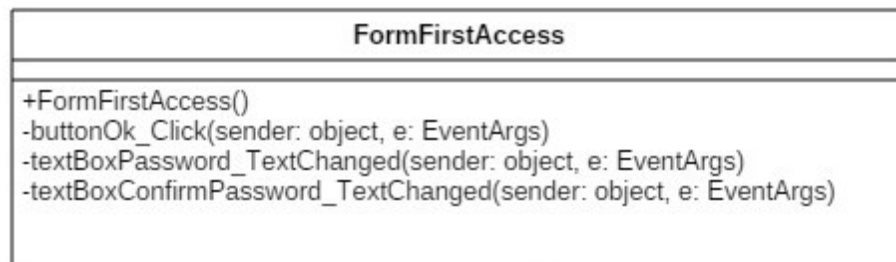 FormFirstAccess
+FormFirstAccess()
-buttonOk_Click(sender: object, e: EventArgs)
-textBoxPassword_TextChanged(sender: object, e: EventArgs)
-textBoxConfirmPassword_TextChanged(sender: object, e: EventArgs)